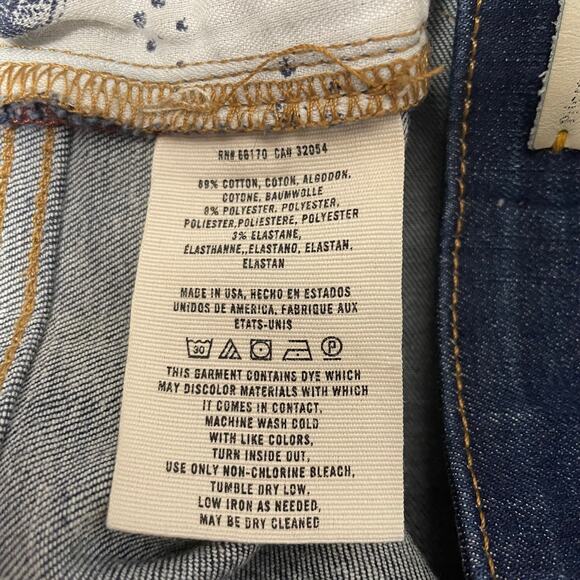 RN# 66170 CA# 32054
89% COTTON, COTON, ALGODON,
COTONE, BAUMWOLLE
8% POLYESTER, POLYESTER,
POLIESTER,POLIESTERE, POLYESTER
3% ELASTANE,
ÉLASTHANNE,,ELASTANO, ELASTAN,
ELASTAN
MADE IN USA, HECHO EN ESTADOS
UNIDOS DE AMERICA, FABRIQUE AUX
ETATS-UNIS
30 P
THIS GARMENT CONTAINS DYE WHICH
MAY DISCOLOR MATERIALS WITH WHICH
IT COMES IN CONTACT,
MACHINE WASH COLD
WITH LIKE COLORS,
TURN INSIDE OUT,
USE ONLY NON-CHLORINE BLEACH,
TUMBLE DRY LOW,
LOW IRON AS NEEDED,
MAY BE DRY CLEANED